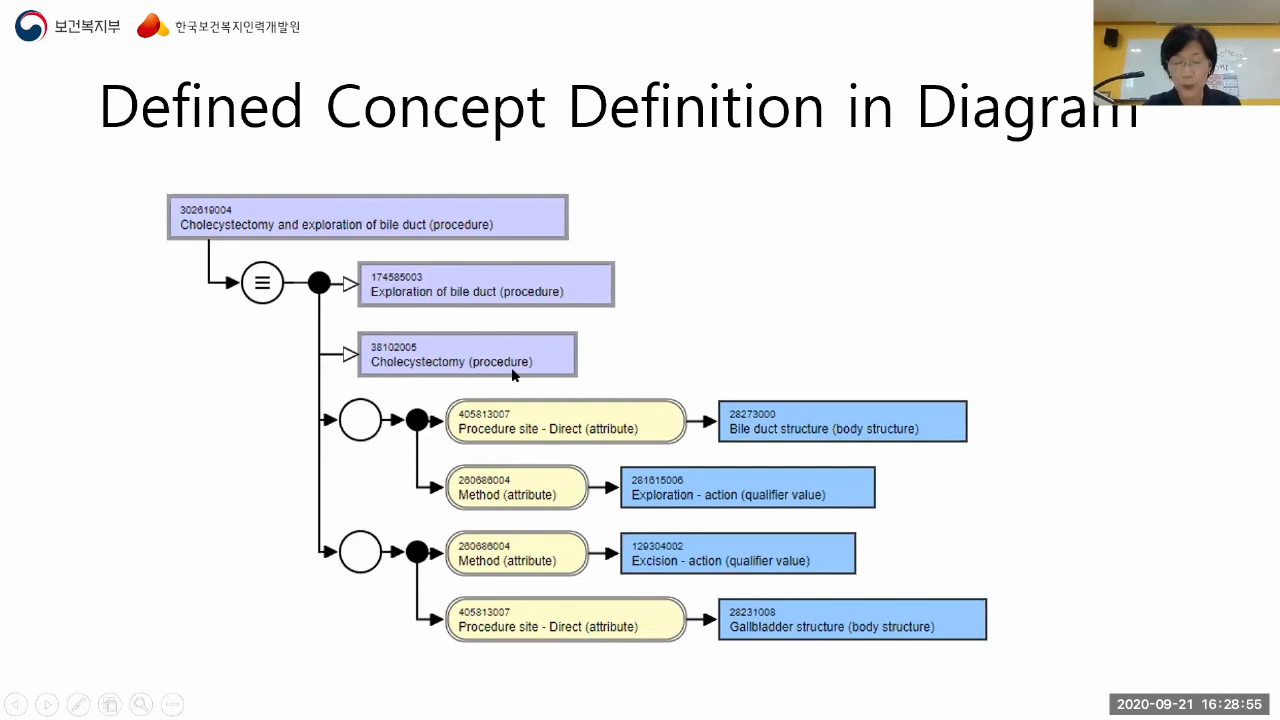 보건복지부 한국보건복지인력개발원
Defined Concept Definition in Diagram
302619004
Cholecystectomy and exploration of bile duct (procedure)
174585003
Exploration of bile duct (procedure)
38102005
Cholecystectomy (procedure)
405813007
Procedure site - Direct (attribute)
28273000
Bile duct structure (body structure)
260686004
Method (attribute)
281615006
Exploration - action (qualifier value)
260686004
Method (attribute)
129304002
Excision - action (qualifier value)
405813007
Procedure site - Direct (attribute)
28231008
Gallbladder structure (body structure)
2020-09-21 16:28:55